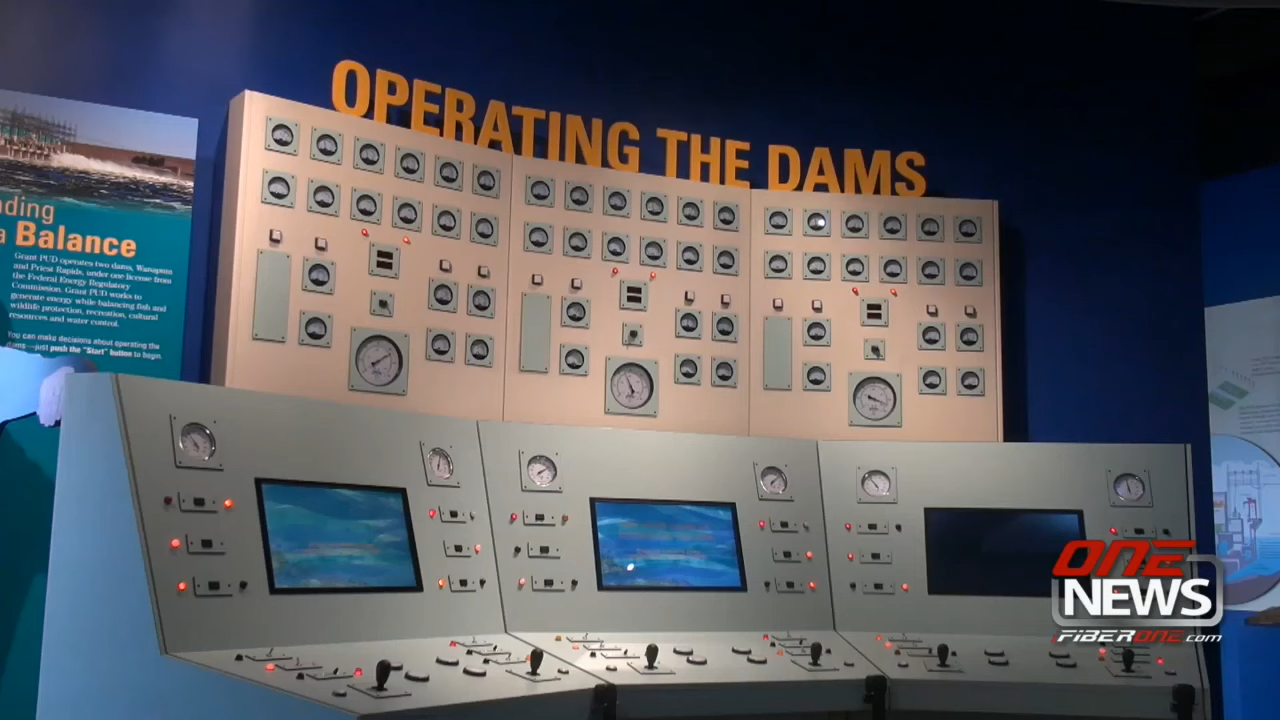 OPERATING THE DAMS
nding
a Balance
Grant PUD operates two dams, Wanapum
and Priest Rapids, under one license from
the Federal Energy Regulatory
Commission. Grant PUD works to
generate energy while balancing fish and
wildlife protection, recreation, cultural
resources and water control.
You can make decisions about operating the
dams—just push the "Start" button to begin.
ONE
NEWS
FIBERONE.com